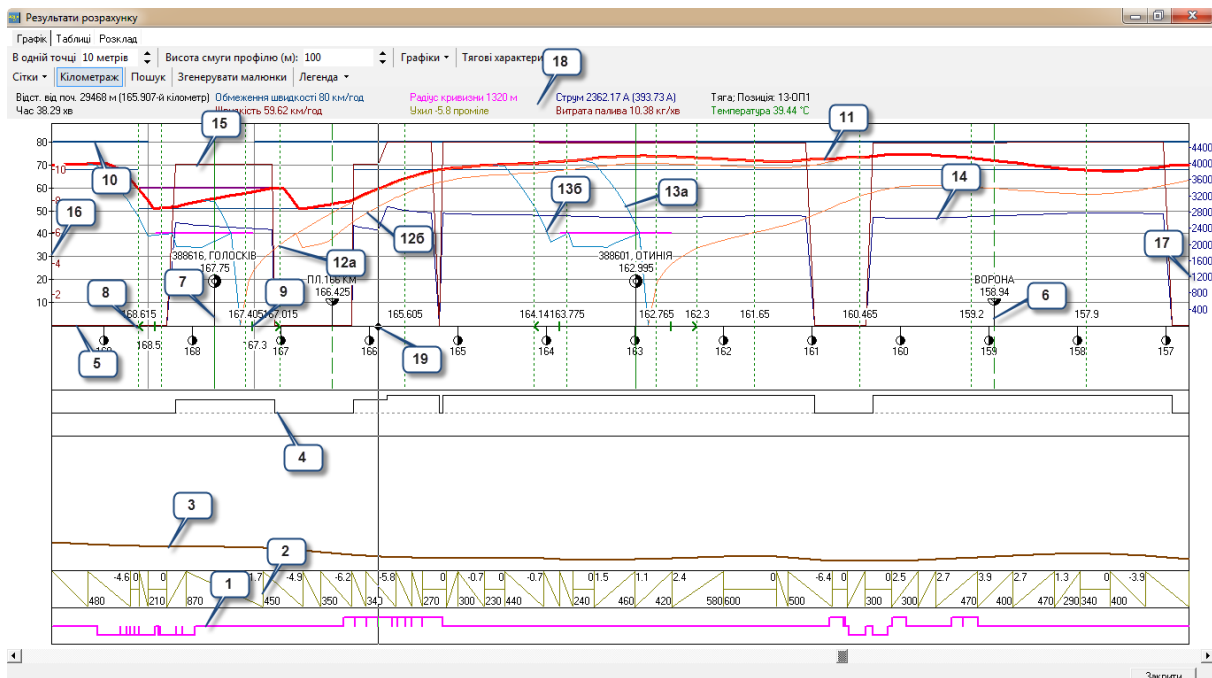 Результати розрахунку
Графік Таблиці Розклад
В одній точці 10 метрів Висота смуги профілю (м): 100 Графіки Тягові характери
Сітки Кілометраж Пошук Згенерувати малюнки Легенда
18
Відст. від поч. 29468 м (165.907-й кілометр) Обмеження швидкості 80 км/год Радіус кривизни 1320 м Струм 2362.17 А (393.73 А) Тяга; Позиція: 13-ОП1
Час 38.29 хв Швидкість 59.62 км/год Ухил -5.8 проміле Витрата палива 10.38 кг/хв Температура 39.44 °C
15 11
80 4400
70 10 4000
10 13б 13а 14
60 3600
3200
50 2800
16 12б
40 6 2400
17
2000
388616, ГОЛОСКІВ 388601, ОТИНІЯ
30 4 167.75 12а 162.995 1600
ПЛ.166 КМ ВОРОНА
20 166.425 158.94 1200
8 7 9 6
2 800
10 168.615 167.405 167.015 165.605 164.14 163.775 162.765 162.3 161.65 160.465 159.2 157.9 400
5 168.5 168 167.3 167 166 19 165 164 163 162 161 160 159 158 157
4
3
2
-4.6 0 0 1.7 -4.9 -6.2 -5.8 0 -0.7 0 -0.7 0 1.5 1.1 2.4 0 -6.4 0 0 2.5 2.7 3.9 2.7 1.3 0 -3.9
480 210 870 450 350 340 270 300 230 440 240 460 420 580 600 500 300 300 470 400 470 290 340 400
1
Закрити